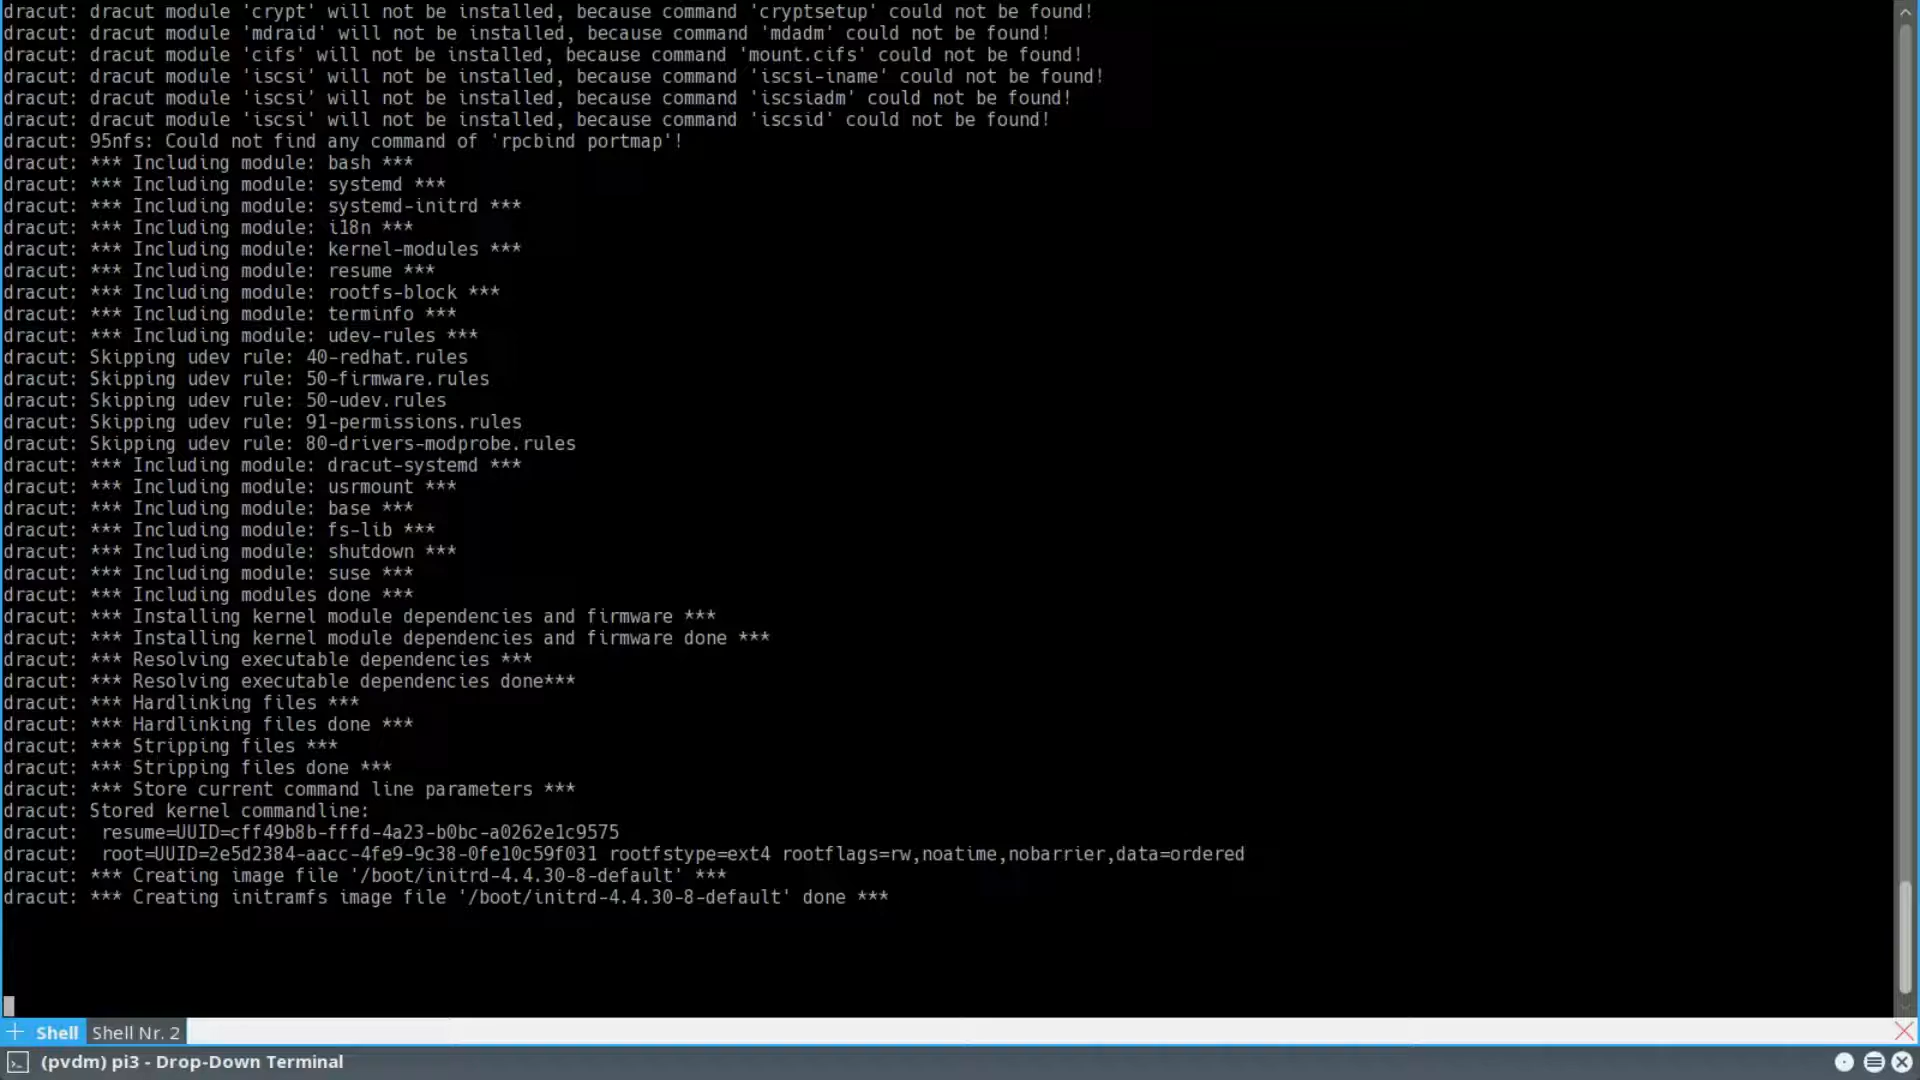 dracut: dracut module 'crypt' will not be installed, because command 'cryptsetup' could not be found!
dracut: dracut module 'mdraid' will not be installed, because command 'mdadm' could not be found!
dracut: dracut module 'cifs' will not be installed, because command 'mount.cifs' could not be found!
dracut: dracut module 'iscsi' will not be installed, because command 'iscsi-iname' could not be found!
dracut: dracut module 'iscsi' will not be installed, because command 'iscsiadm' could not be found!
dracut: dracut module 'iscsi' will not be installed, because command 'iscsid' could not be found!
dracut: 95nfs: Could not find any command of 'rpcbind portmap'!
dracut: *** Including module: bash ***
dracut: *** Including module: systemd ***
dracut: *** Including module: systemd-initrd ***
dracut: *** Including module: i18n ***
dracut: *** Including module: kernel-modules ***
dracut: *** Including module: resume ***
dracut: *** Including module: rootfs-block ***
dracut: *** Including module: terminfo ***
dracut: *** Including module: udev-rules ***
dracut: Skipping udev rule: 40-redhat.rules
dracut: Skipping udev rule: 50-firmware.rules
dracut: Skipping udev rule: 50-udev.rules
dracut: Skipping udev rule: 91-permissions.rules
dracut: Skipping udev rule: 80-drivers-modprobe.rules
dracut: *** Including module: dracut-systemd ***
dracut: *** Including module: usrmount ***
dracut: *** Including module: base ***
dracut: *** Including module: fs-lib ***
dracut: *** Including module: shutdown ***
dracut: *** Including module: suse ***
dracut: *** Including modules done ***
dracut: *** Installing kernel module dependencies and firmware ***
dracut: *** Installing kernel module dependencies and firmware done ***
dracut: *** Resolving executable dependencies ***
dracut: *** Resolving executable dependencies done***
dracut: *** Hardlinking files ***
dracut: *** Hardlinking files done ***
dracut: *** Stripping files ***
dracut: *** Stripping files done ***
dracut: *** Store current command line parameters ***
dracut: Stored kernel commandline:
dracut:  resume=UUID=cff49b8b-fffd-4a23-b0bc-a0262e1c9575
dracut:  root=UUID=2e5d2384-aacc-4fe9-9c38-0fe10c59f031 rootfstype=ext4 rootflags=rw,noatime,nobarrier,data=ordered
dracut: *** Creating image file '/boot/initrd-4.4.30-8-default' ***
dracut: *** Creating initramfs image file '/boot/initrd-4.4.30-8-default' done ***
Shell Shell Nr. 2
(pvdm) pi3 - Drop-Down Terminal